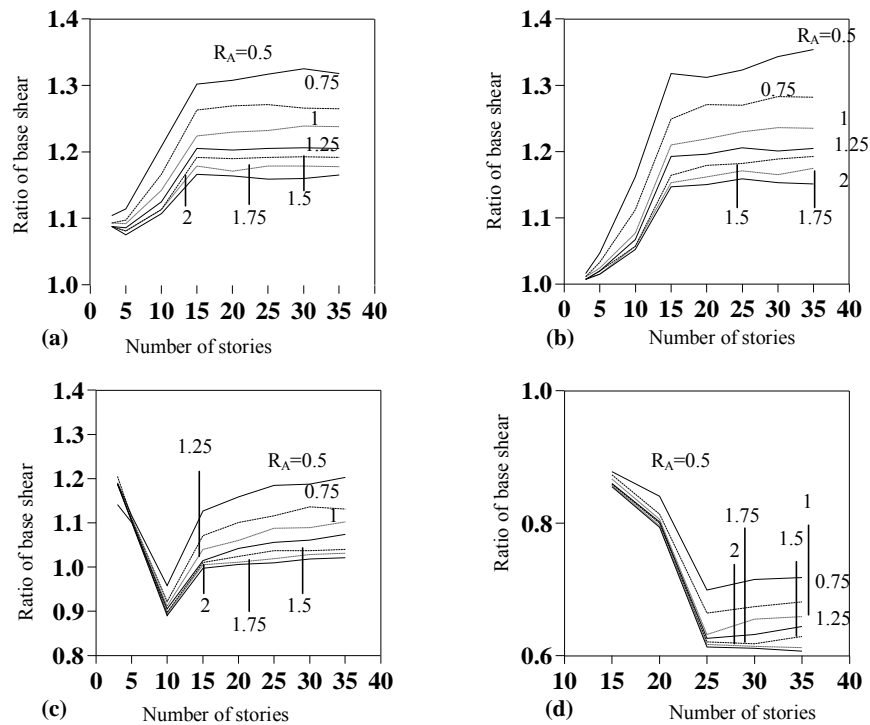 1.4
1.3
1.2
1.1
1.0
Ratio of base shear
R_A=0.5
0.75
1
1.25
2
1.75
1.5
0 5 10 15 20 25 30 35 40
(a)
Number of stories
1.4
1.3
1.2
1.1
1.0
Ratio of base shear
R_A=0.5
0.75
1
1.25
2
1.5
1.75
0 5 10 15 20 25 30 35 40
(b)
Number of stories
1.4
1.3
1.2
1.1
1.0
0.9
0.8
Ratio of base shear
1.25
R_A=0.5
0.75
1
2
1.75
1.5
0 5 10 15 20 25 30 35 40
(c)
Number of stories
1.0
0.8
0.6
Ratio of base shear
R_A=0.5
1
1.75
2
1.5
0.75
1.25
10 15 20 25 30 35 40
(d)
Number of stories